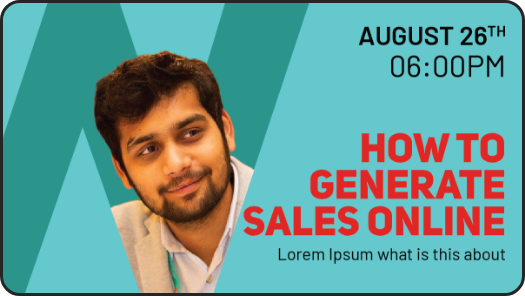 AUGUST 26TH
06:00PM
HOW TO
GENERATE
SALES ONLINE
Lorem Ipsum what is this about